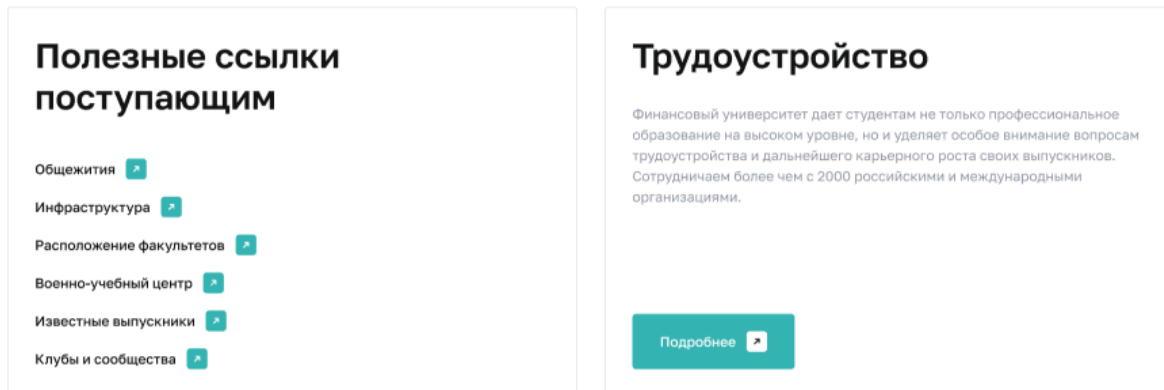 Полезные ссылки
поступающим
Общежития
Инфраструктура
Расположение факультетов
Военно-учебный центр
Известные выпускники
Клубы и сообщества
Трудоустройство
Финансовый университет дает студентам не только профессиональное
образование на высоком уровне, но и уделяет особое внимание вопросам
трудоустройства и дальнейшего карьерного роста своих выпускников.
Сотрудничаем более чем с 2000 российскими и международными
организациями.
Подробнее